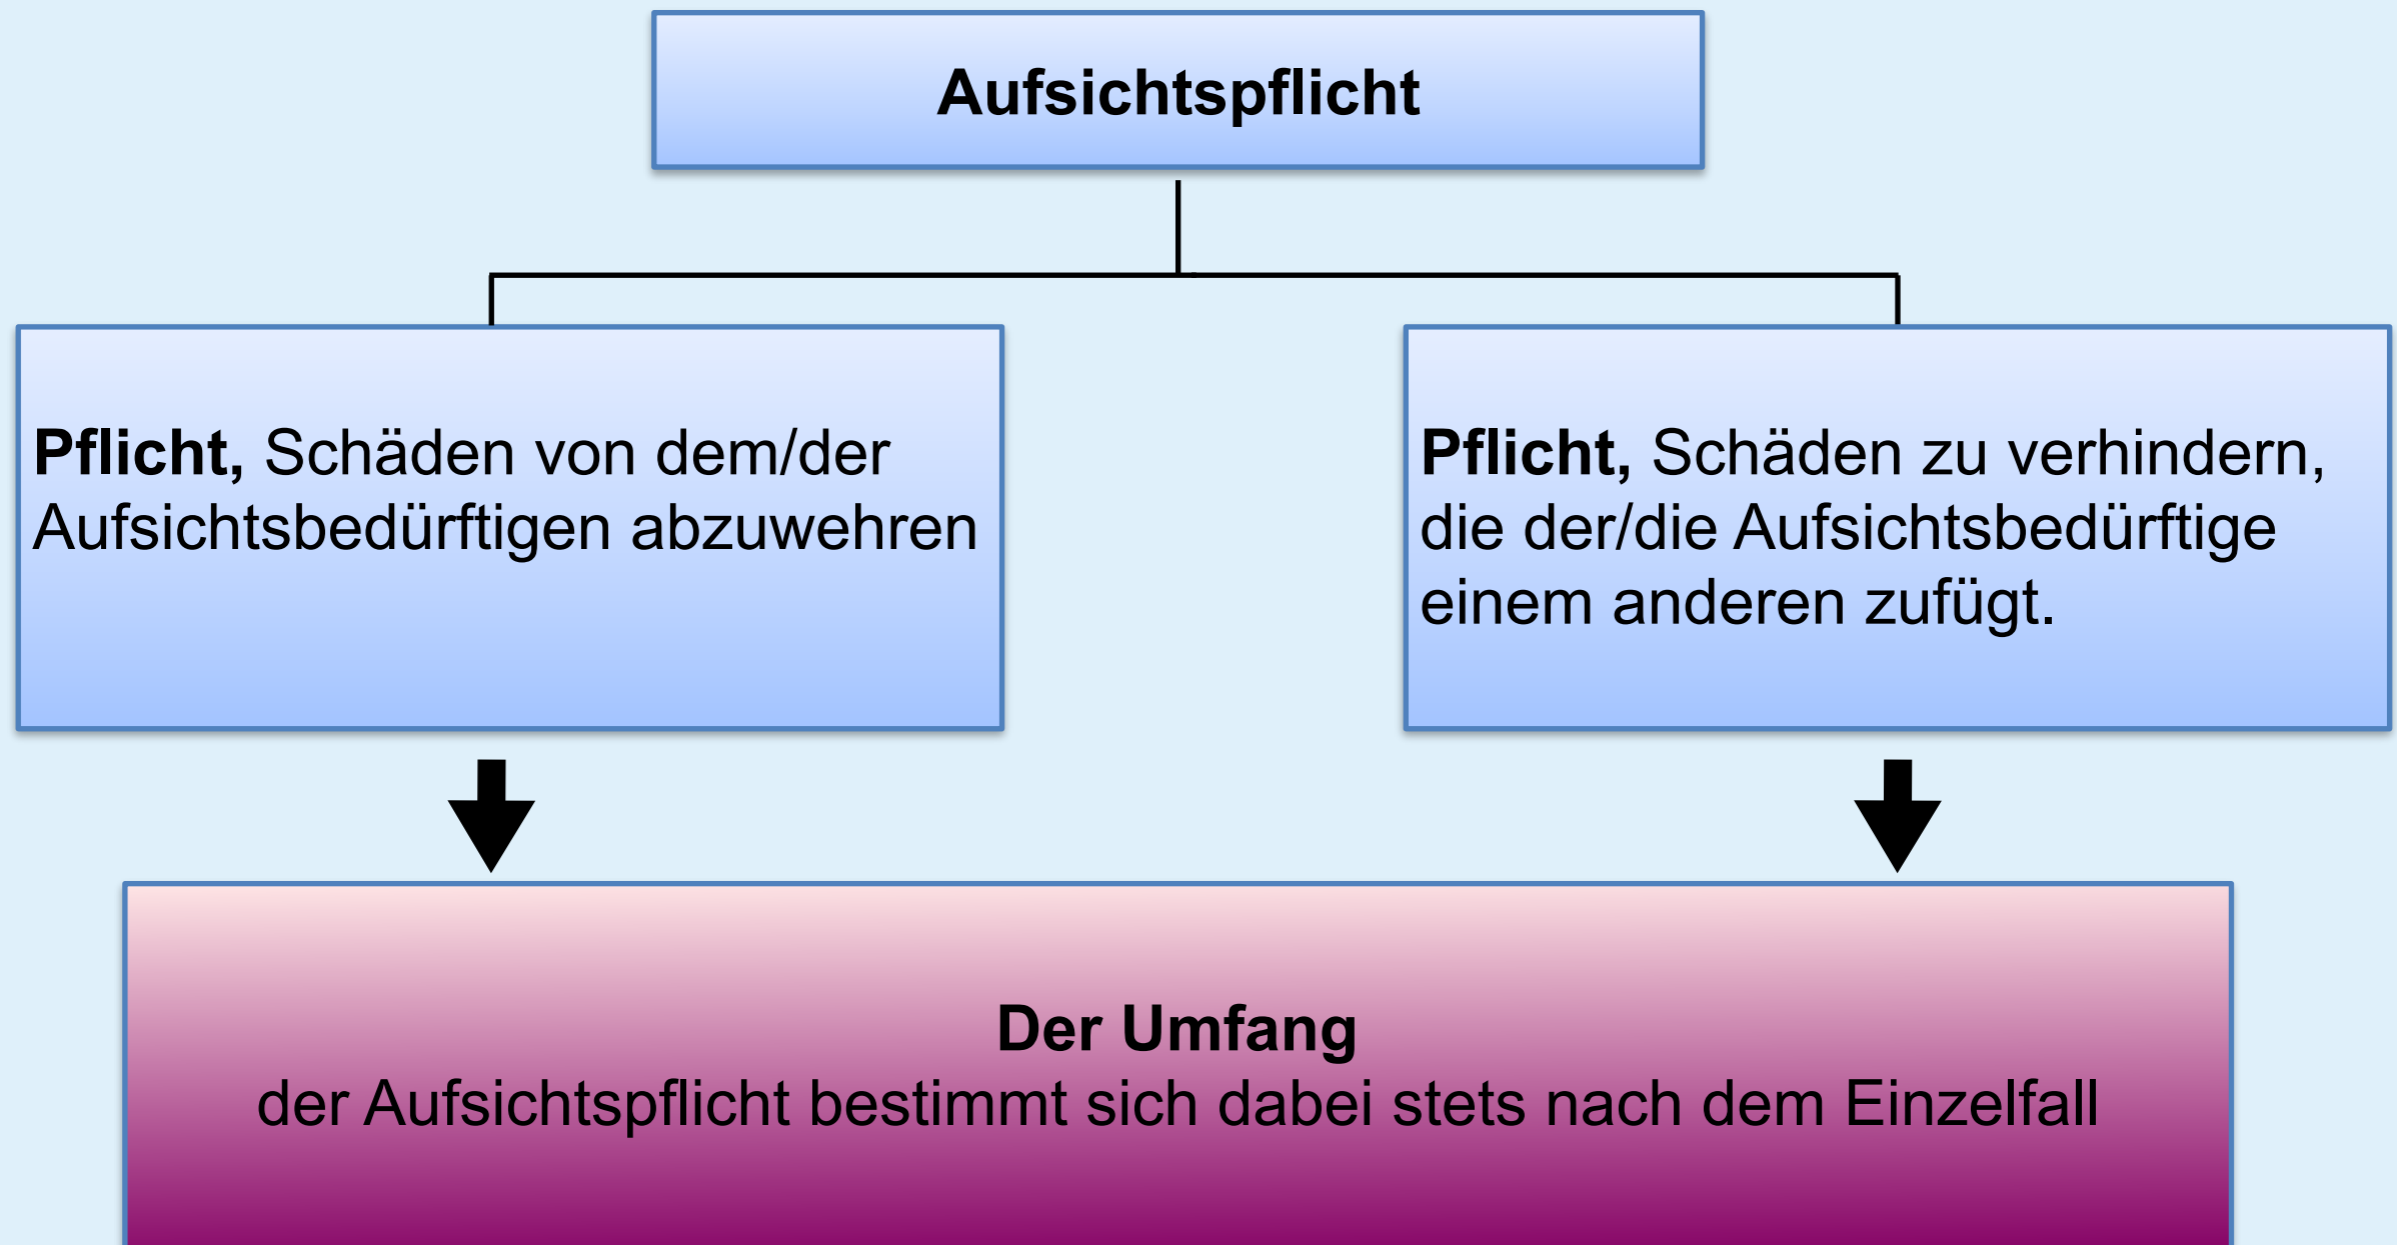 Aufsichtspflicht
Pflicht, Schäden von dem/der
Aufsichtsbedürftigen abzuwehren
Pflicht, Schäden zu verhindern,
die der/die Aufsichtsbedürftige
einem anderen zufügt.
Der Umfang
der Aufsichtspflicht bestimmt sich dabei stets nach dem Einzelfall